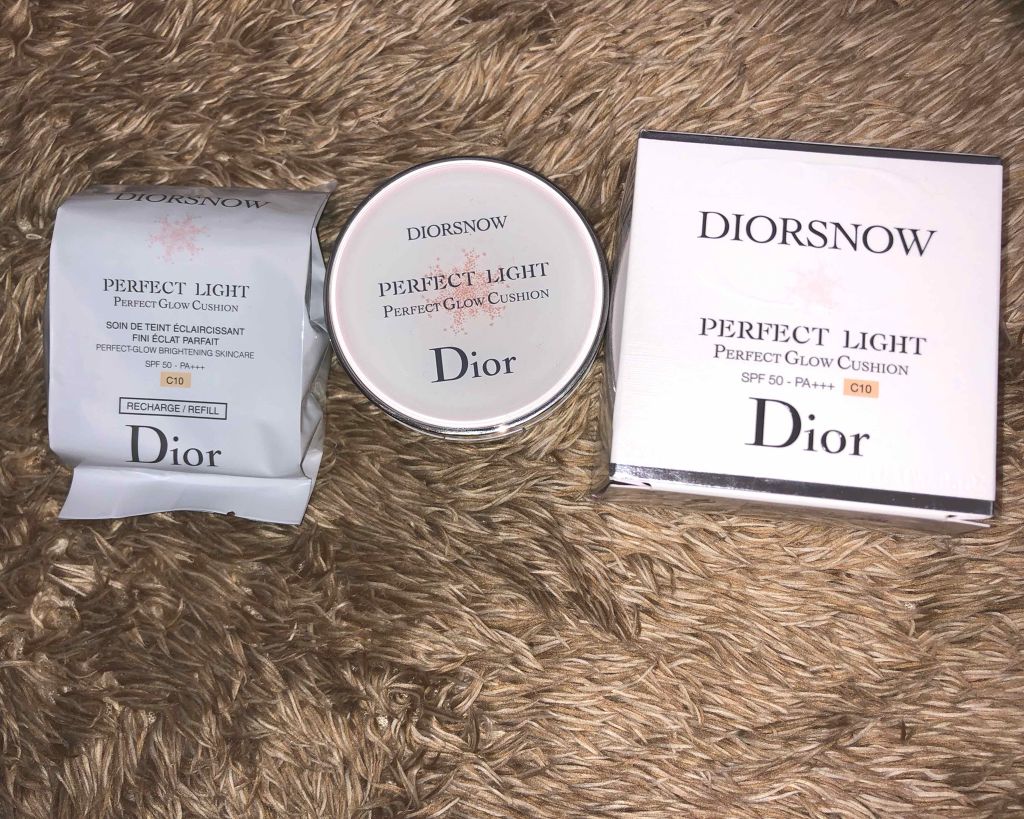 DIORSNOW
PERFECT LIGHT
PERFECT GLOW CUSHION
SOIN DE TEINT ÉCLAIRCISSANT
FINI ÉCLAT PARFAIT
PERFECT-GLOW BRIGHTENING SKINCARE
SPF 50 - PA+++
C10
RECHARGE / REFILL
Dior
DIORSNOW
PERFECT LIGHT
PERFECT GLOW CUSHION
Dior
DIORSNOW
PERFECT LIGHT
PERFECT GLOW CUSHION
SPF 50 - PA+++ C10
Dior